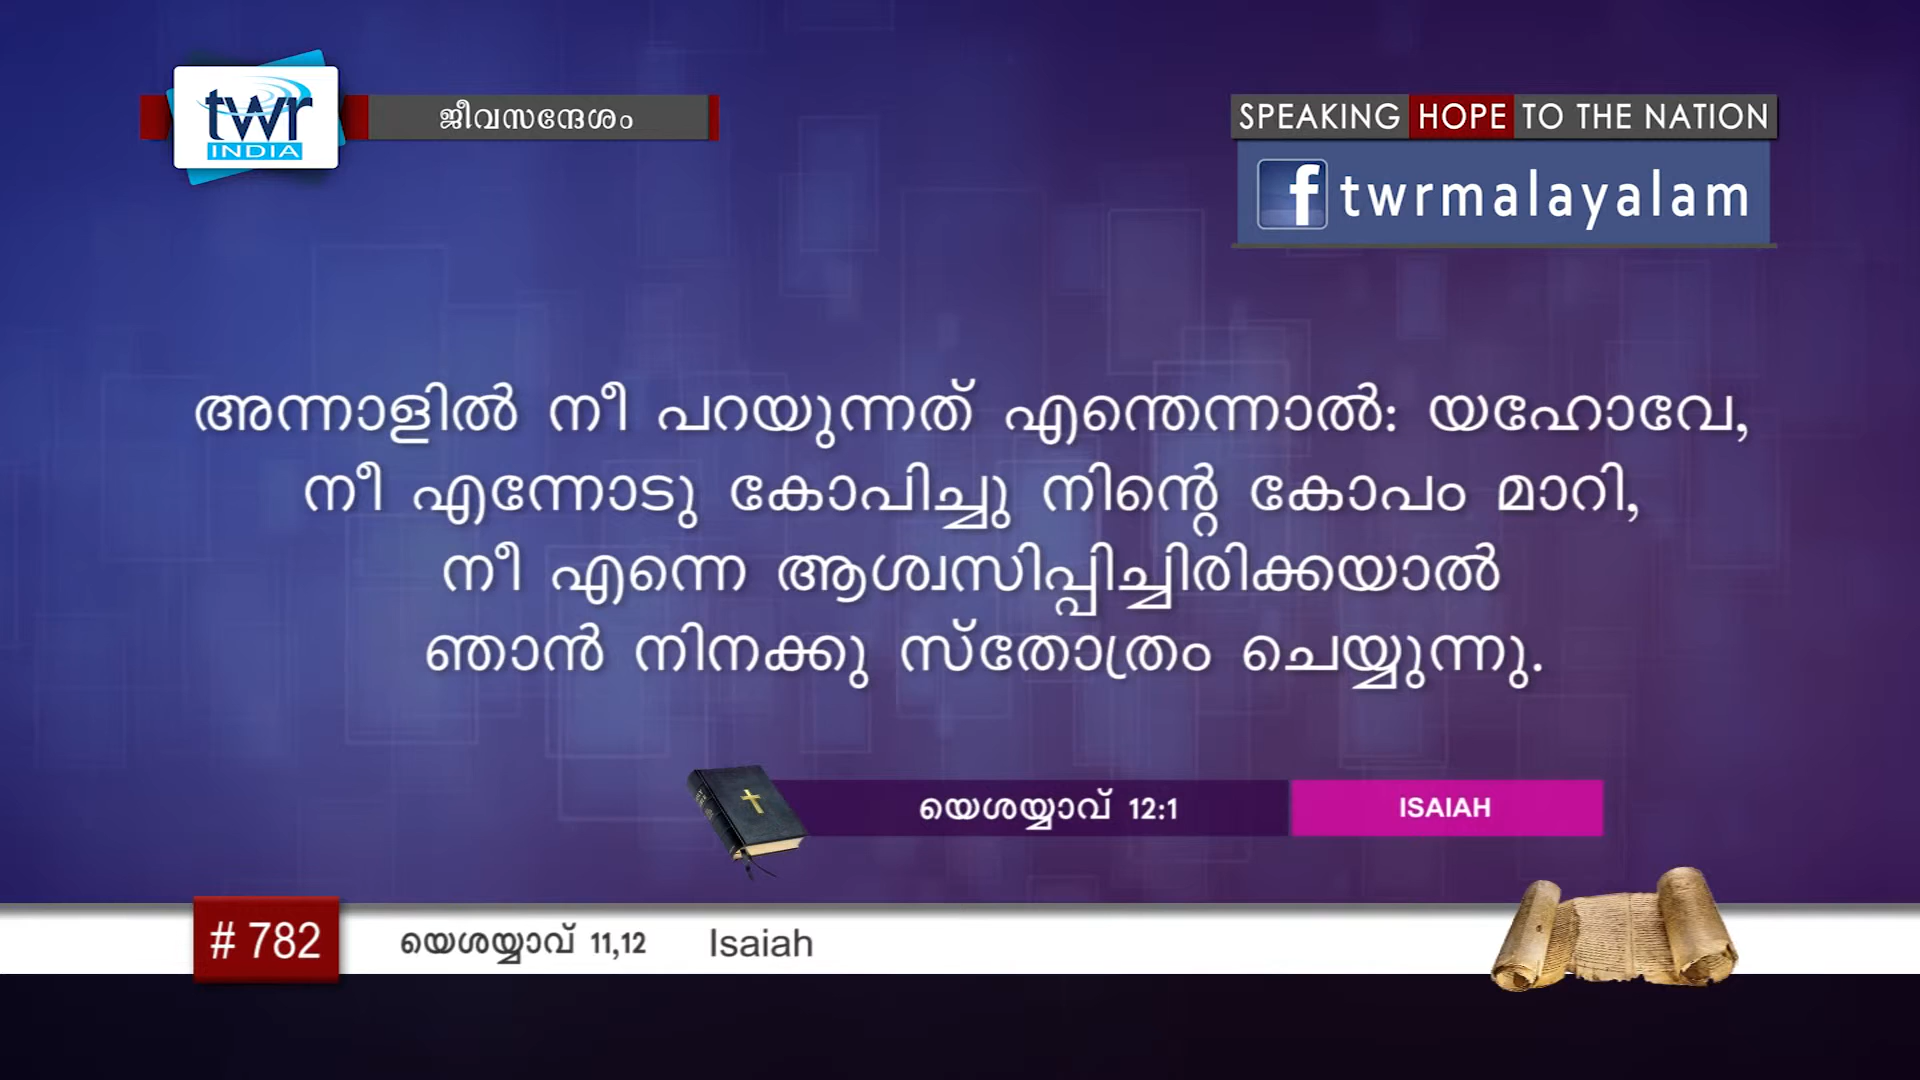 twr
INDIA
ജീവസന്ദേശം
SPEAKING HOPE TO THE NATION
f twrmalayalam
അന്നാളിൽ നീ പറയുന്നത് എന്തെന്നാൽ: യഹോവേ,
നീ എന്നോടു കോപിച്ചു നിന്റെ കോപം മാറി,
നീ എന്നെ ആശ്വസിപ്പിച്ചിരിക്കയാൽ
ഞാൻ നിനക്കു സ്തോത്രം ചെയ്യുന്നു.
യെശയ്യാവ് 12:1
ISAIAH
# 782
യെശയ്യാവ് 11,12 Isaiah